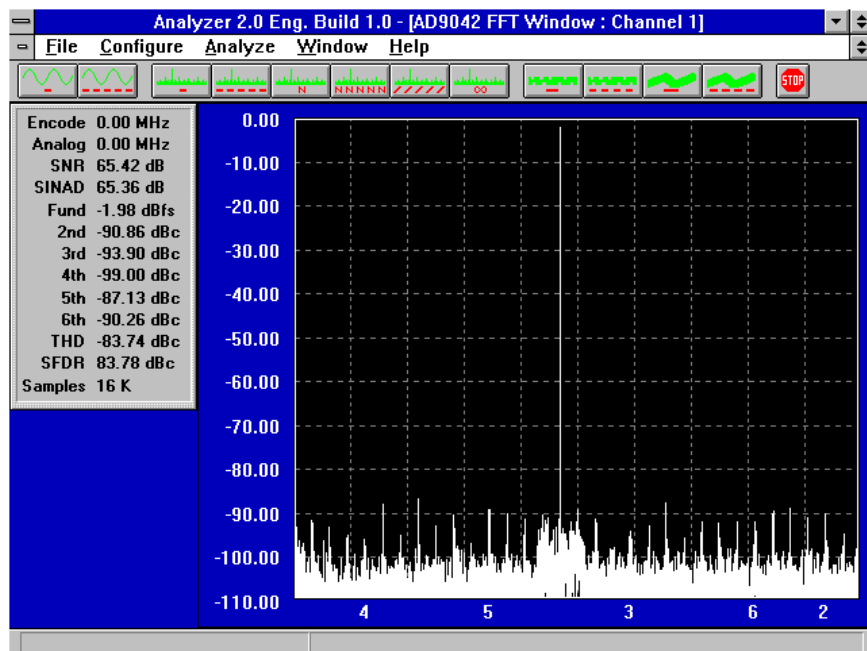 Analyzer 2.0 Eng. Build 1.0 - [AD9042 FFT Window : Channel 1]
File Configure Analyze Window Help
N NNNNN STOP
Encode 0.00 MHz
Analog 0.00 MHz
SNR 65.42 dB
SINAD 65.36 dB
Fund -1.98 dBfs
2nd -90.86 dBc
3rd -93.90 dBc
4th -99.00 dBc
5th -87.13 dBc
6th -90.26 dBc
THD -83.74 dBc
SFDR 83.78 dBc
Samples 16 K
0.00
-10.00
-20.00
-30.00
-40.00
-50.00
-60.00
-70.00
-80.00
-90.00
-100.00
-110.00
4 5 3 6 2